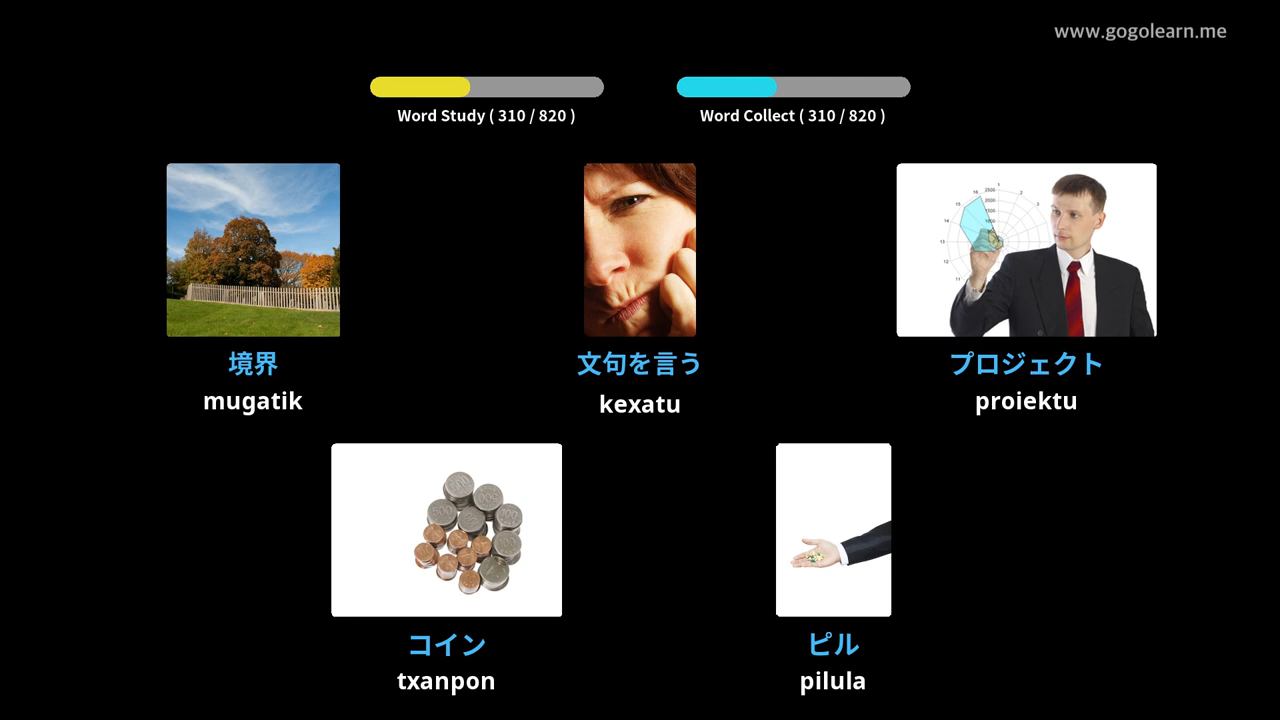 www.gogolearn.me
Word Study ( 310 / 820 )
Word Collect ( 310 / 820 )
境界
mugatik
文句を言う
kexatu
プロジェクト
proiektu
コイン
txanpon
ピル
pilula